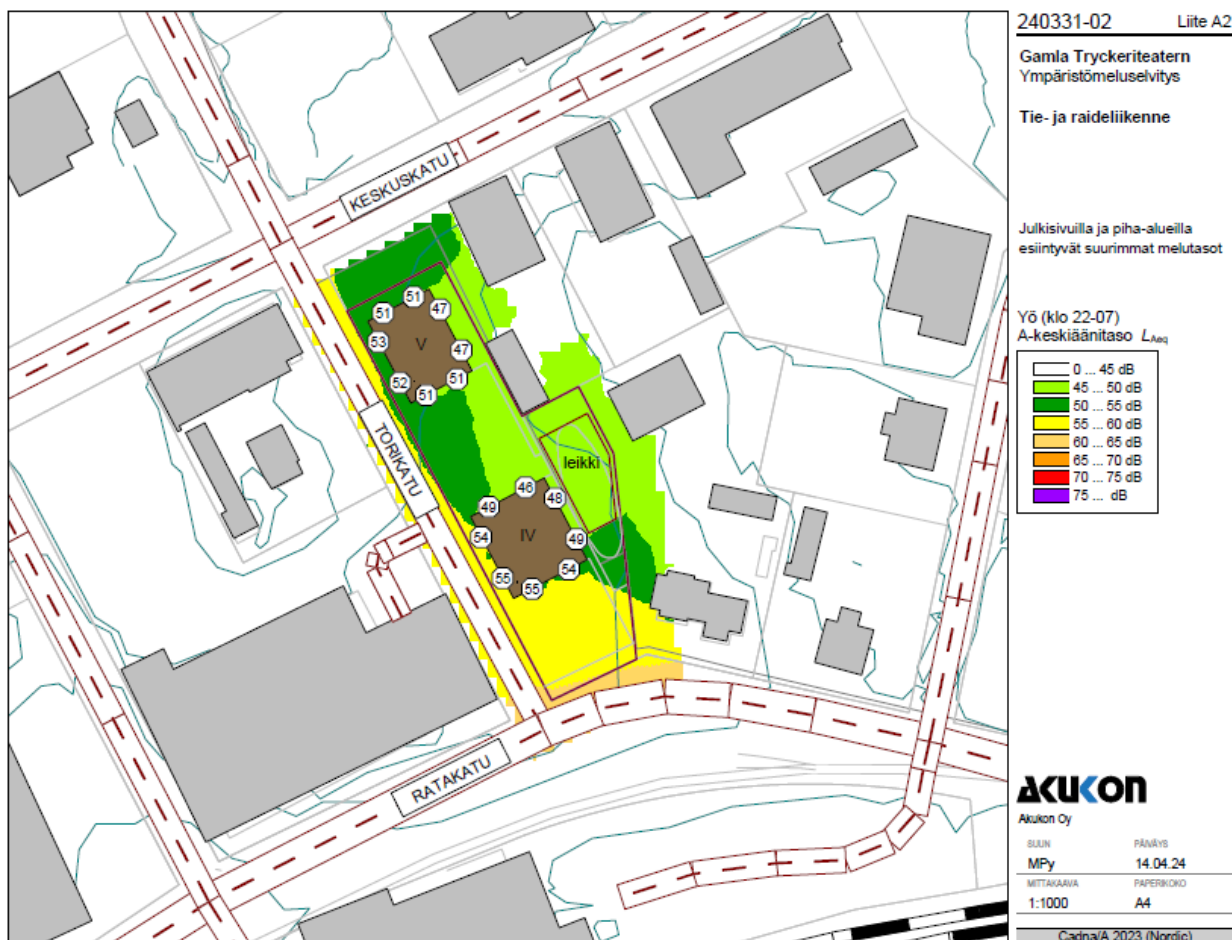 240331-02 Liite A2
Gamla Tryckeriteatern
Ympäristömeluselvitys
Tie- ja raideliikenne
Julkisivuilla ja piha-alueilla
esiintyvät suurimmat melutasot
Yö (klo 22-07)
A-keskiäänitaso LAeq
0 ... 45 dB
45 ... 50 dB
50 ... 55 dB
55 ... 60 dB
60 ... 65 dB
65 ... 70 dB
70 ... 75 dB
75 ... dB
KESKUSKATU
TORIKATU
RATAKATU
51
51
47
53
V
47
52
51
51
leikki
46
49
48
54
IV
49
55
55
54
AKUKON
Akukon Oy
SUUN PÄIVÄYS
MPy 14.04.24
MITTAKAAVA PAPERIKOKO
1:1000 A4
CadnaA 2023 (Nordic)